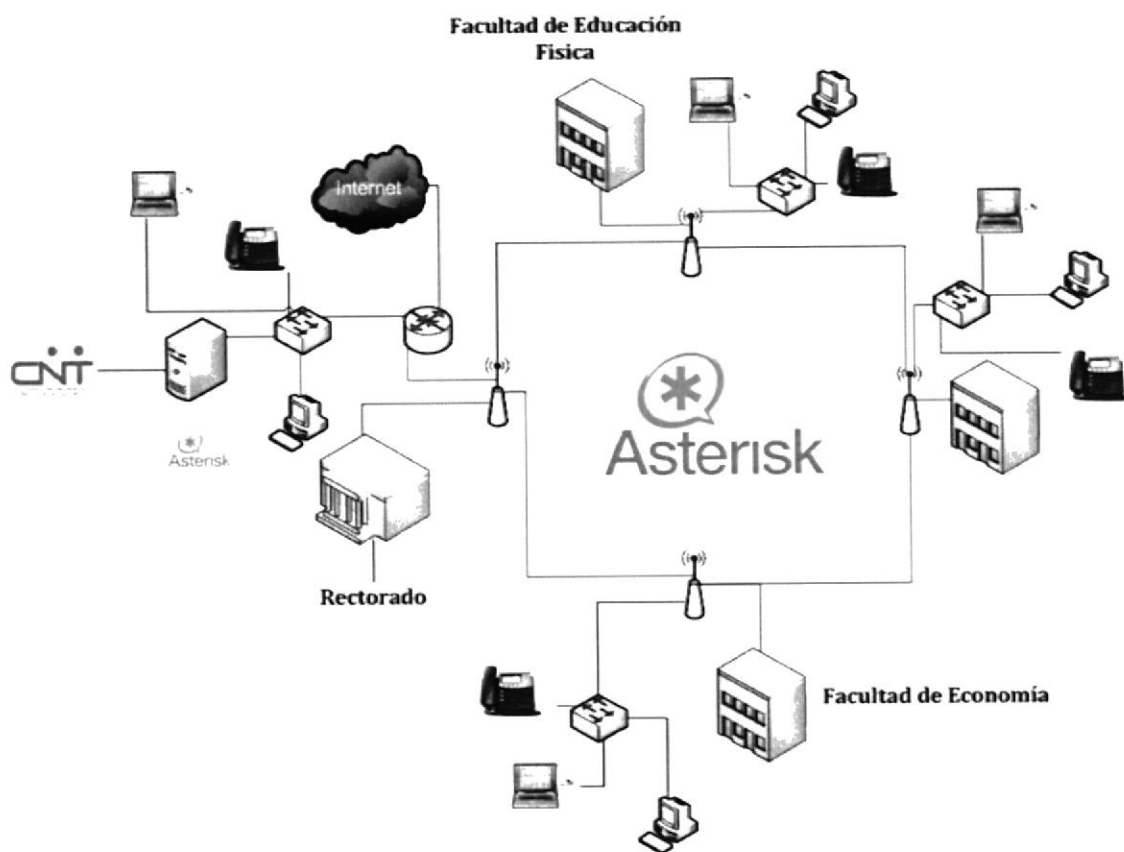 Facultad de Educación
Fisica
Internet
CNT
Asterisk
Asterisk
Rectorado
Facultad de Economía